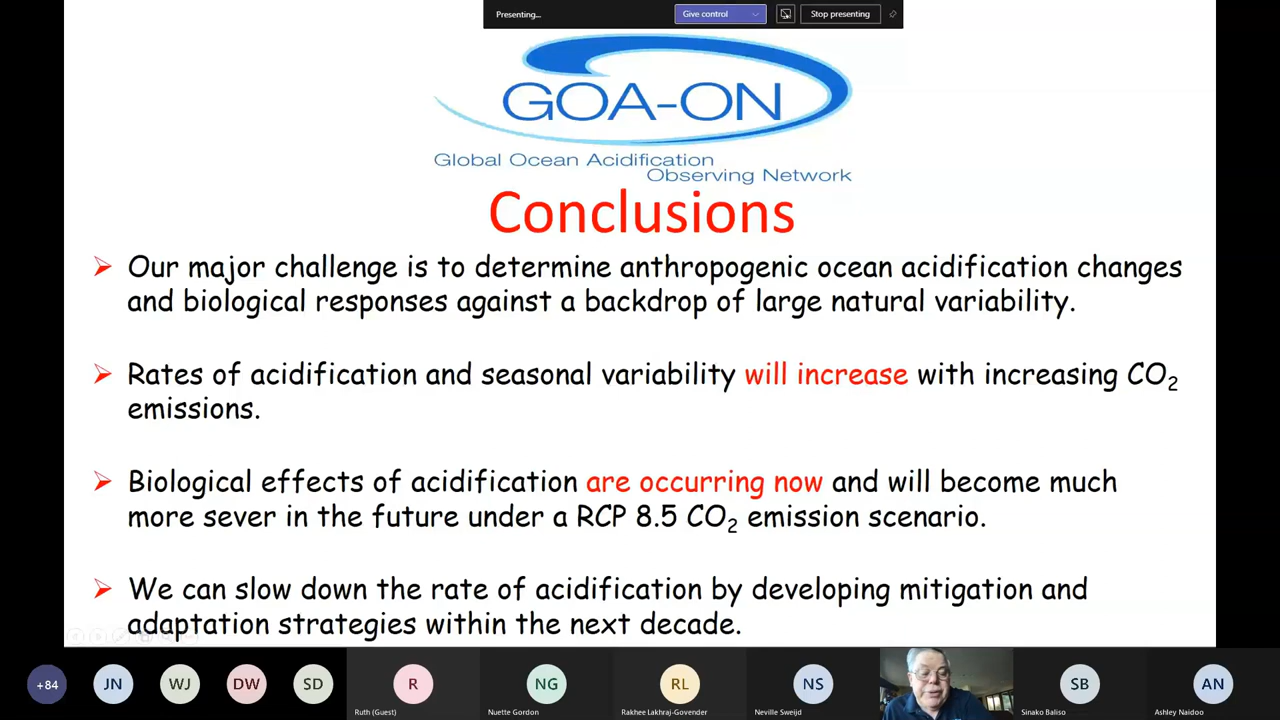 Presenting...
Give control
Stop presenting
GOA-ON
Global Ocean Acidification
Observing Network
Conclusions
Our major challenge is to determine anthropogenic ocean acidification changes
and biological responses against a backdrop of large natural variability.
Rates of acidification and seasonal variability will increase with increasing CO₂
emissions.
Biological effects of acidification are occurring now and will become much
more sever in the future under a RCP 8.5 CO₂ emission scenario.
We can slow down the rate of acidification by developing mitigation and
adaptation strategies within the next decade.
+84
JN
WJ
DW
SD
R
NG
RL
NS
SB
AN
Ruth (Guest)
Nuette Gordon
Rakhee Lakhraj-Govender
Neville Sweijd
Sinako Baliso
Ashley Naidoo